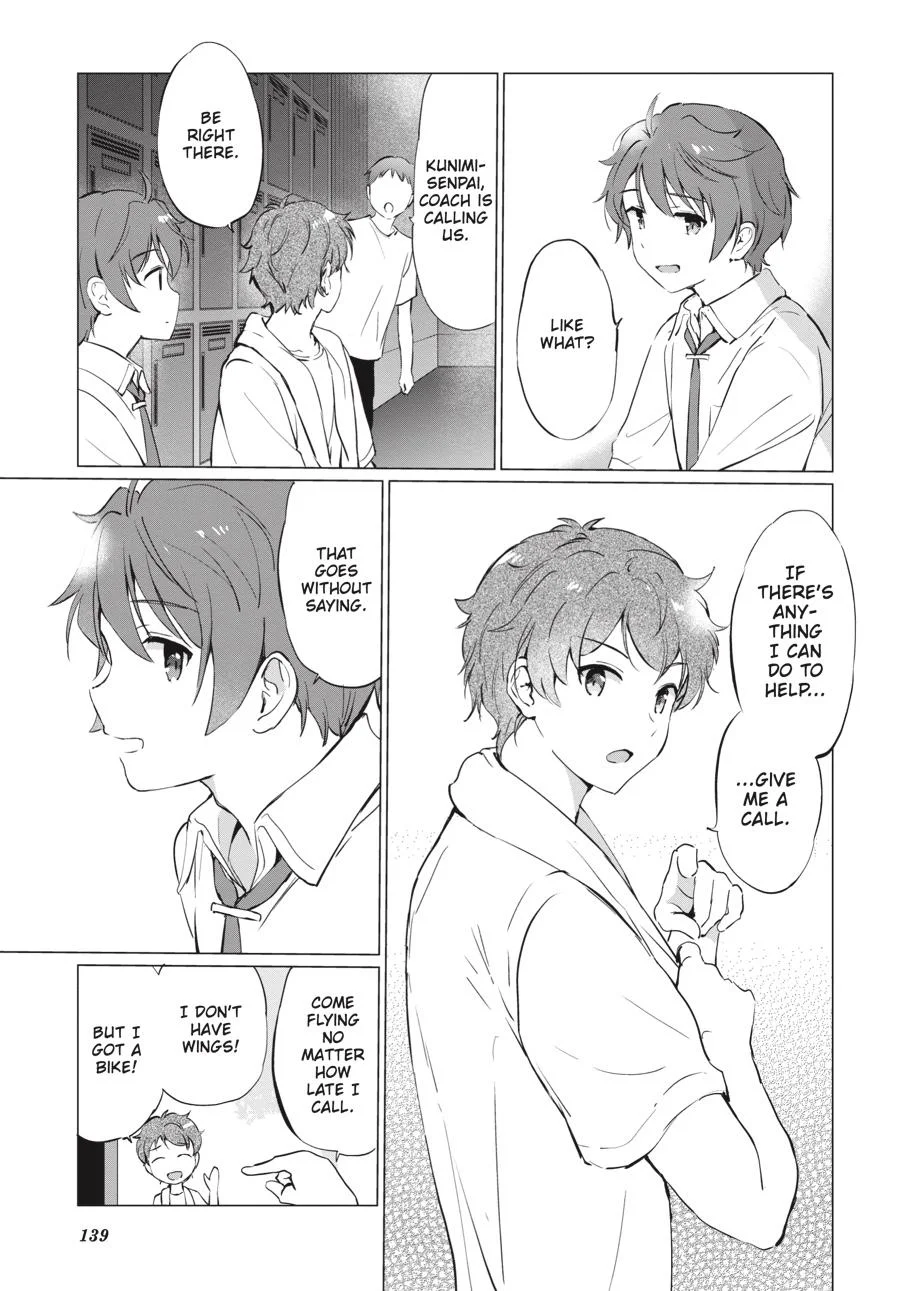 LIKE
WHAT?
KUNIMI-
SENPAI,
COACH IS
CALLING
US.
BE
RIGHT
THERE.
IF
THERE'S
ANY-
THING
I CAN
DO TO
HELP...
...GIVE
ME A
CALL.
THAT
GOES
WITHOUT
SAYING.
COME
FLYING
NO
MATTER
HOW
LATE I
CALL.
I DON'T
HAVE
WINGS!
BUT I
GOT A
BIKE!
139